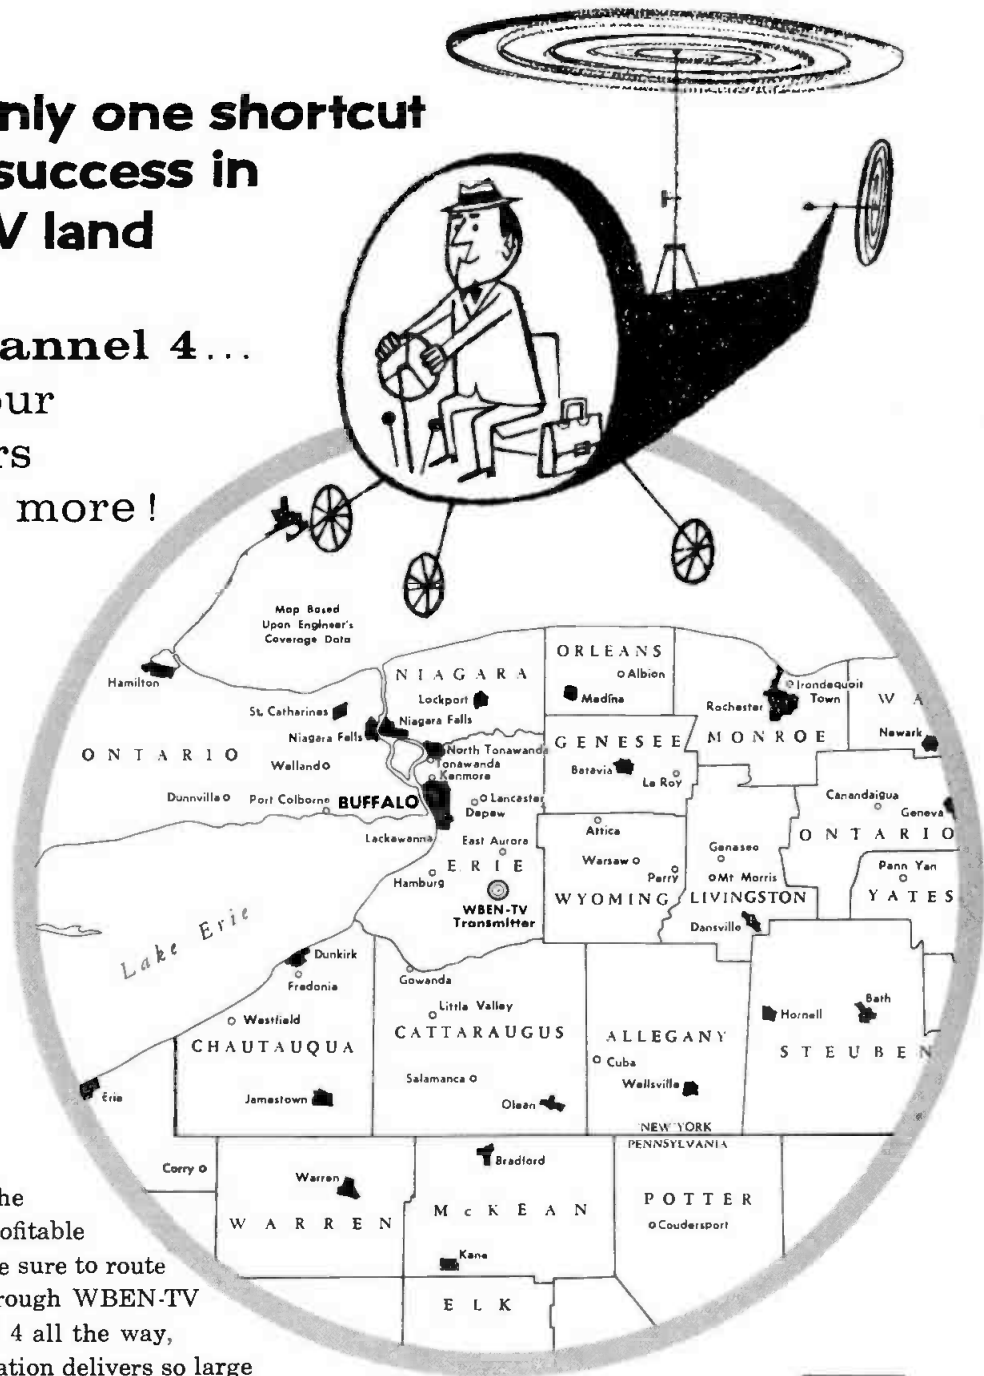 nly one shortcut
success in
V land
annel 4...
our
rs
more!
Map Based
Upon Engineer's
Coverage Data
Hamilton
ONTARIO
St. Catharines
Niagara Falls
Welland
Dunnville
Port Colborne
BUFFALO
NIAGARA
Lockport
Niagara Falls
North Tonawanda
Tonawanda
Kenmore
Lancaster
Depew
Lackawanna
East Aurora
ERIE
Hamburg
WBEN-TV
Transmitter
ORLEANS
Albion
Medina
GENESEE
Batavia
Le Roy
Attica
Warsaw
Perry
WYOMING
Irondequoit
Town
Rochester
MONROE
WA
Newark
Canandaigua
Geneva
ONTARIO
Geneseo
Mt Morris
LIVINGSTON
Dansville
Penn Yan
YATES
Lake Erie
Dunkirk
Fredonia
Westfield
CHAUTAUQUA
Jamestown
Erie
Gowanda
Little Valley
CATTARAUGUS
Salamanca
Olean
ALLEGANY
Cuba
Wellsville
Hornell
Bath
STEUBEN
NEW YORK
PENNSYLVANIA
Corry
Warren
WARREN
Bradford
McKEAN
Kane
POTTER
Coudersport
ELK
he
ofitable
e sure to route
rough WBEN-TV
4 all the way,
ation delivers so large